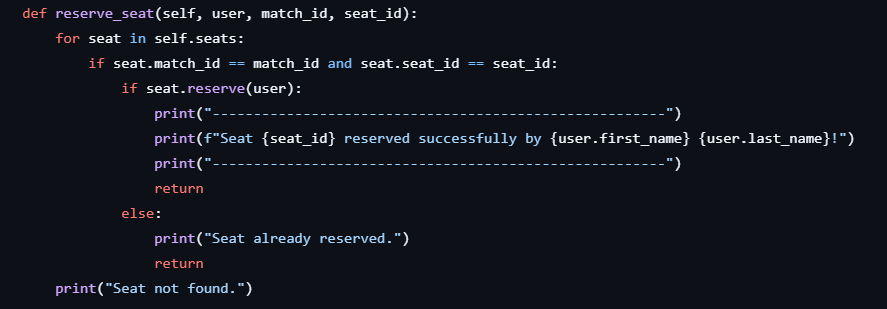 def reserve_seat(self, user, match_id, seat_id):
    for seat in self.seats:
        if seat.match_id == match_id and seat.seat_id == seat_id:
            if seat.reserve(user):
                print("-------------------------------------------------------")
                print(f"Seat {seat_id} reserved successfully by {user.first_name} {user.last_name}!")
                print("-------------------------------------------------------")
                return
            else:
                print("Seat already reserved.")
                return
    print("Seat not found.")